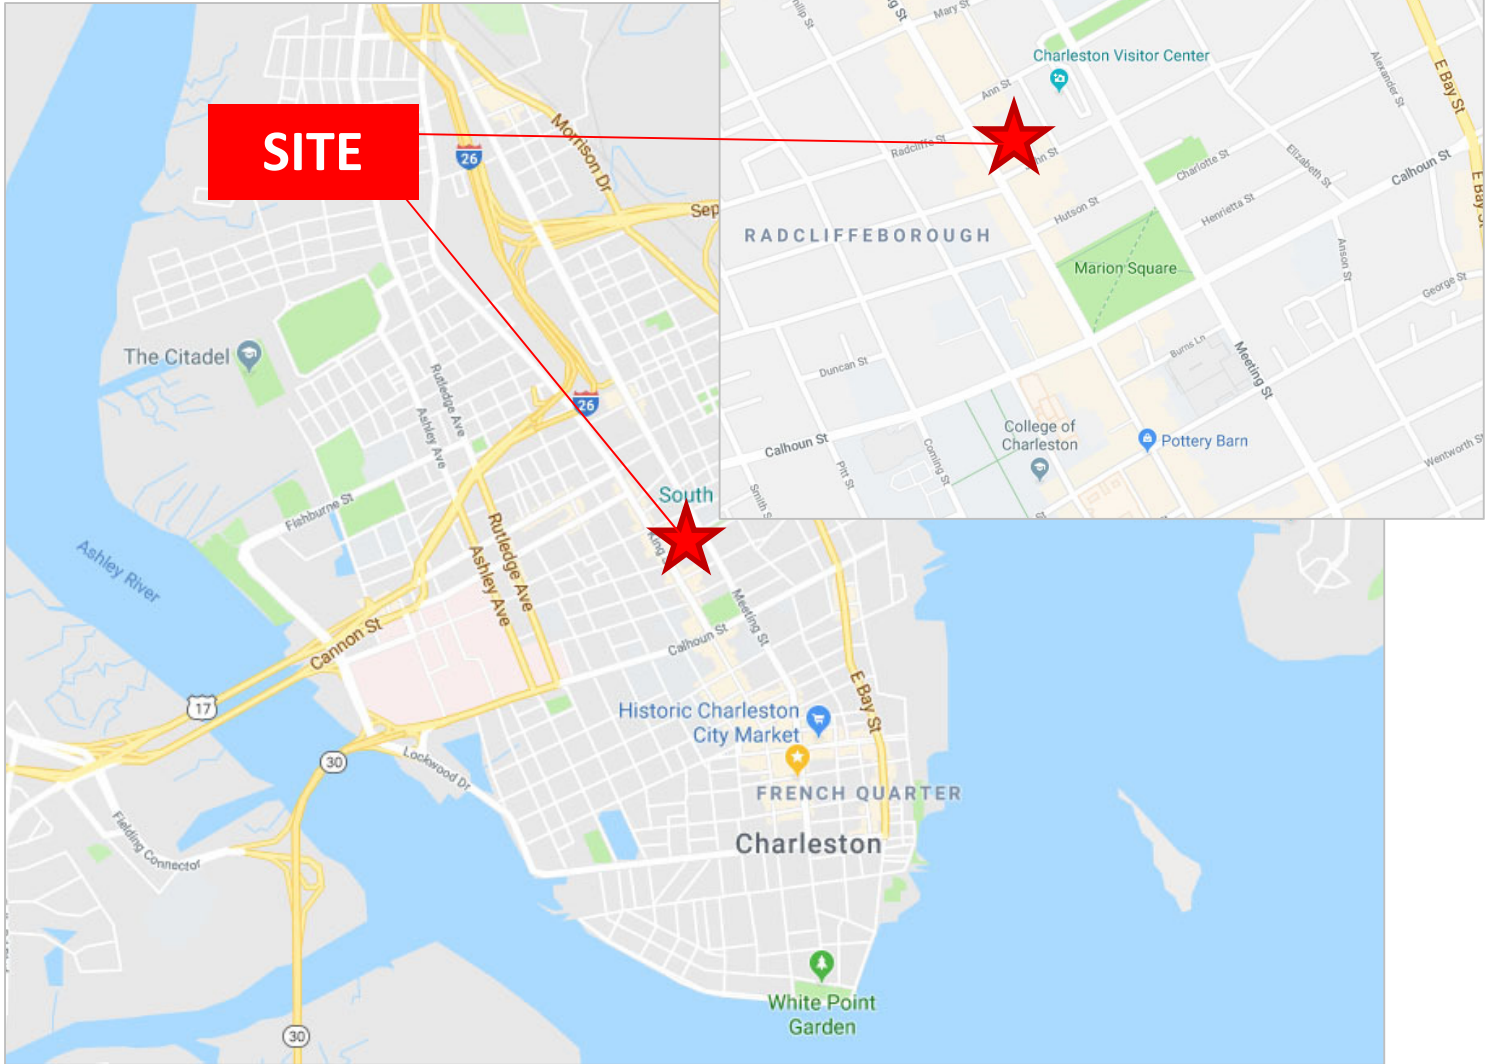 SITE
26
Morrison Dr
Sep
The Citadel
Rutledge Ave
Ashley Ave
26
Fishburne St
South
Ashley River
Rutledge Ave
Ashley Ave
King
Cannon St
Meeting St
Calhoun St
17
E Bay St
Historic Charleston
City Market
30
Lockwood Dr
FRENCH QUARTER
Fielding Connector
Charleston
White Point
Garden
30
Mary St
Charleston Visitor Center
Ann St
Alexander St
E Bay St
Radcliffe St
Elizabeth St
Charlotte St
Calhoun St
E Bay St
Hutson St
Henrietta St
RADCLIFFEBOROUGH
Marion Square
Anson St
George St
Duncan St
Burns Ln
Meeting St
College of
Charleston
Pottery Barn
Calhoun St
Coming St
Pitt St
Wentworth St
Smith S